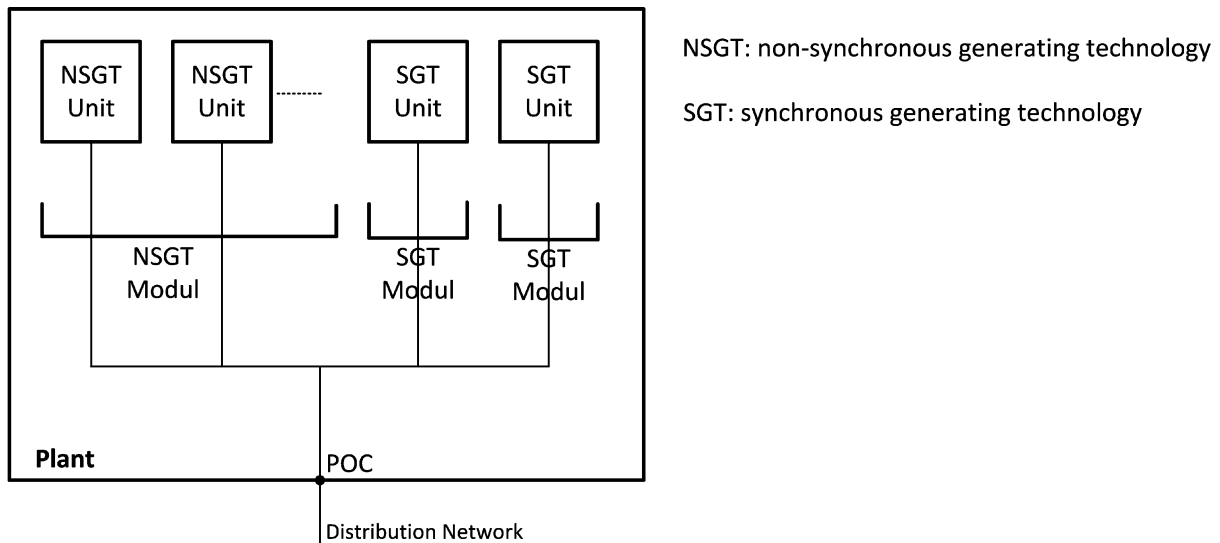 NSGT
Unit
NSGT
Unit
SGT
Unit
SGT
Unit
NSGT: non-synchronous generating technology
SGT: synchronous generating technology
NSGT
Modul
SGT
Modul
SGT
Modul
Plant
POC
Distribution Network